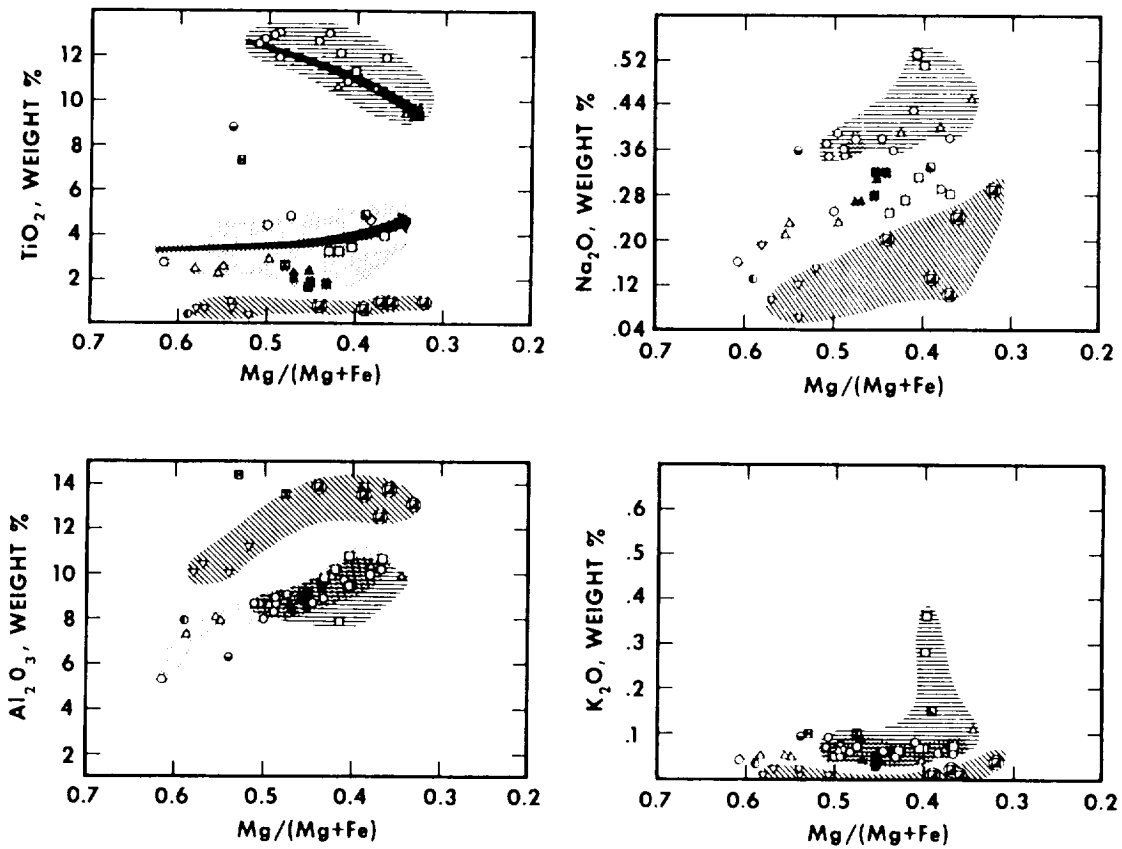 TiO2, WEIGHT %
12
10
8
6
4
2
0.7 0.6 0.5 0.4 0.3 0.2
Mg/(Mg+Fe)
Na2O, WEIGHT %
.52
.44
.36
.28
.20
.12
.04
0.7 0.6 0.5 0.4 0.3 0.2
Mg/(Mg+Fe)
Al2O3, WEIGHT %
14
12
10
8
6
4
2
0.7 0.6 0.5 0.4 0.3 0.2
Mg/(Mg+Fe)
K2O, WEIGHT %
.6
.5
.4
.3
.2
.1
0.7 0.6 0.5 0.4 0.3 0.2
Mg/(Mg+Fe)